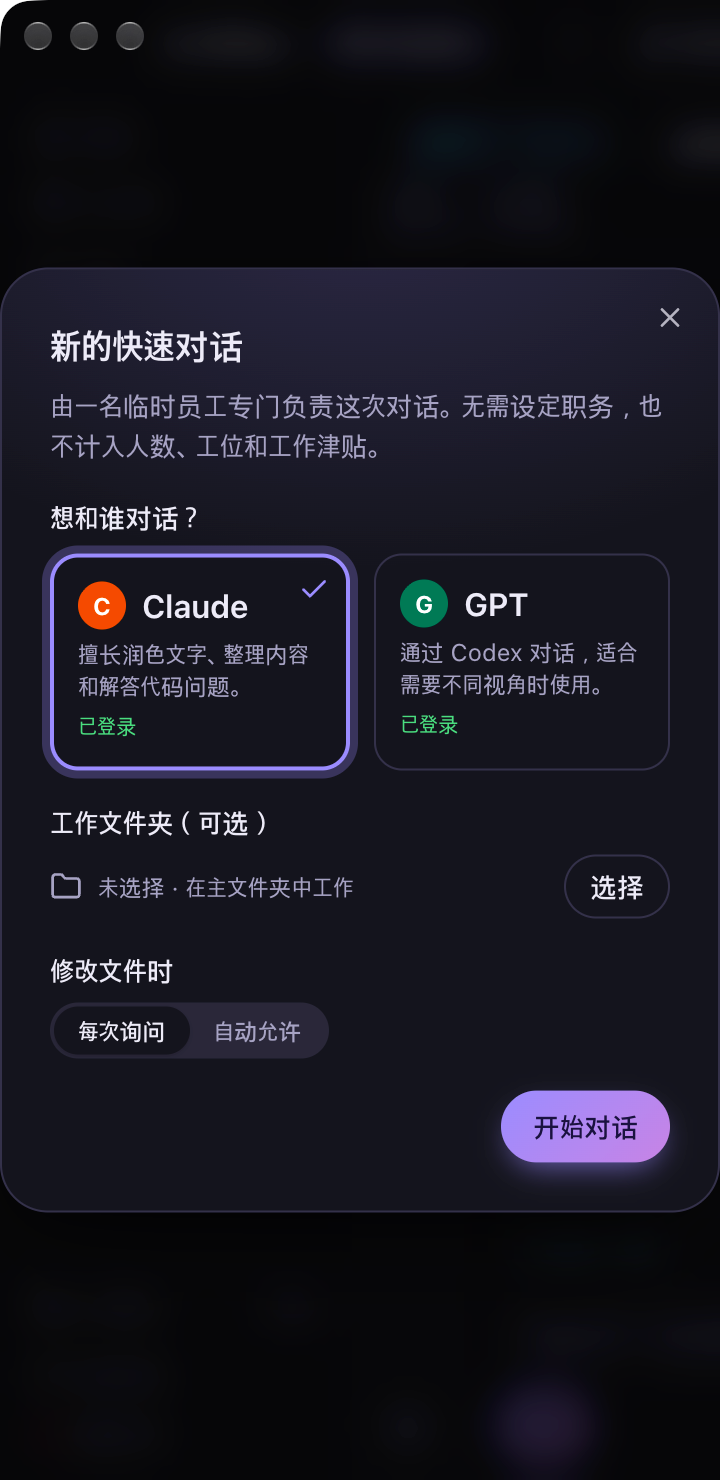 新的快速对话
由一名临时员工专门负责这次对话。无需设定职务，也
不计入人数、工位和工作津贴。
想和谁对话？
C Claude
擅长润色文字、整理内容
和解答代码问题。
已登录
G GPT
通过 Codex 对话，适合
需要不同视角时使用。
已登录
工作文件夹（可选）
未选择 · 在主文件夹中工作
选择
修改文件时
每次询问 自动允许
开始对话